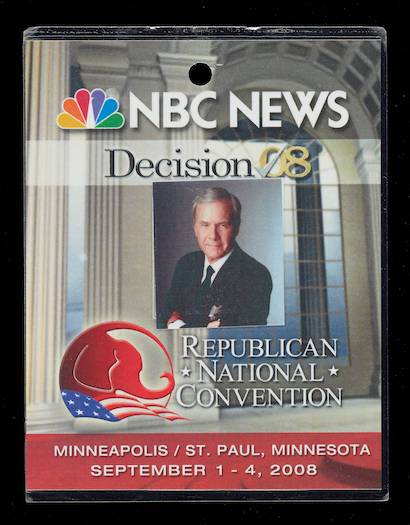 NBC NEWS
Decision '08
REPUBLICAN
NATIONAL
CONVENTION
MINNEAPOLIS / ST. PAUL, MINNESOTA
SEPTEMBER 1 - 4, 2008